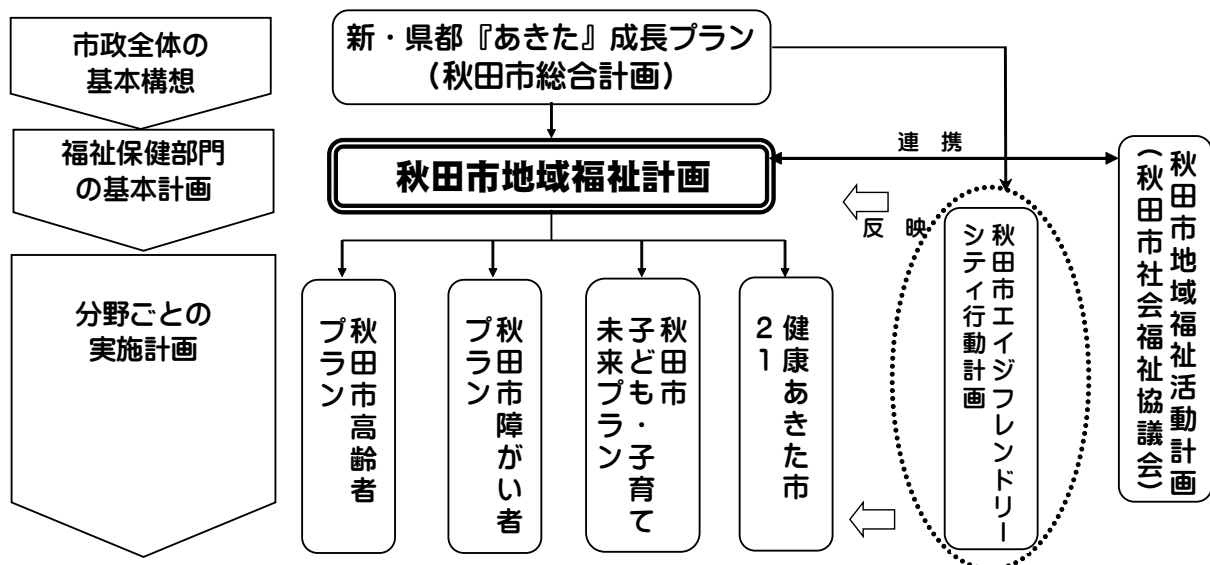 市政全体の
基本構想
新・県都『あきた』成長プラン
（秋田市総合計画）
福祉保健部門
の基本計画
秋田市地域福祉計画
連 携
反 映
分野ごとの
実施計画
秋田市高齢者
プラン
秋田市障がい者
プラン
秋田市
子ども・子育て
未来プラン
健康あきた市
２１
秋田市エイジフレンドリー
シティ行動計画
秋田市地域福祉活動計画
（秋田市社会福祉協議会）